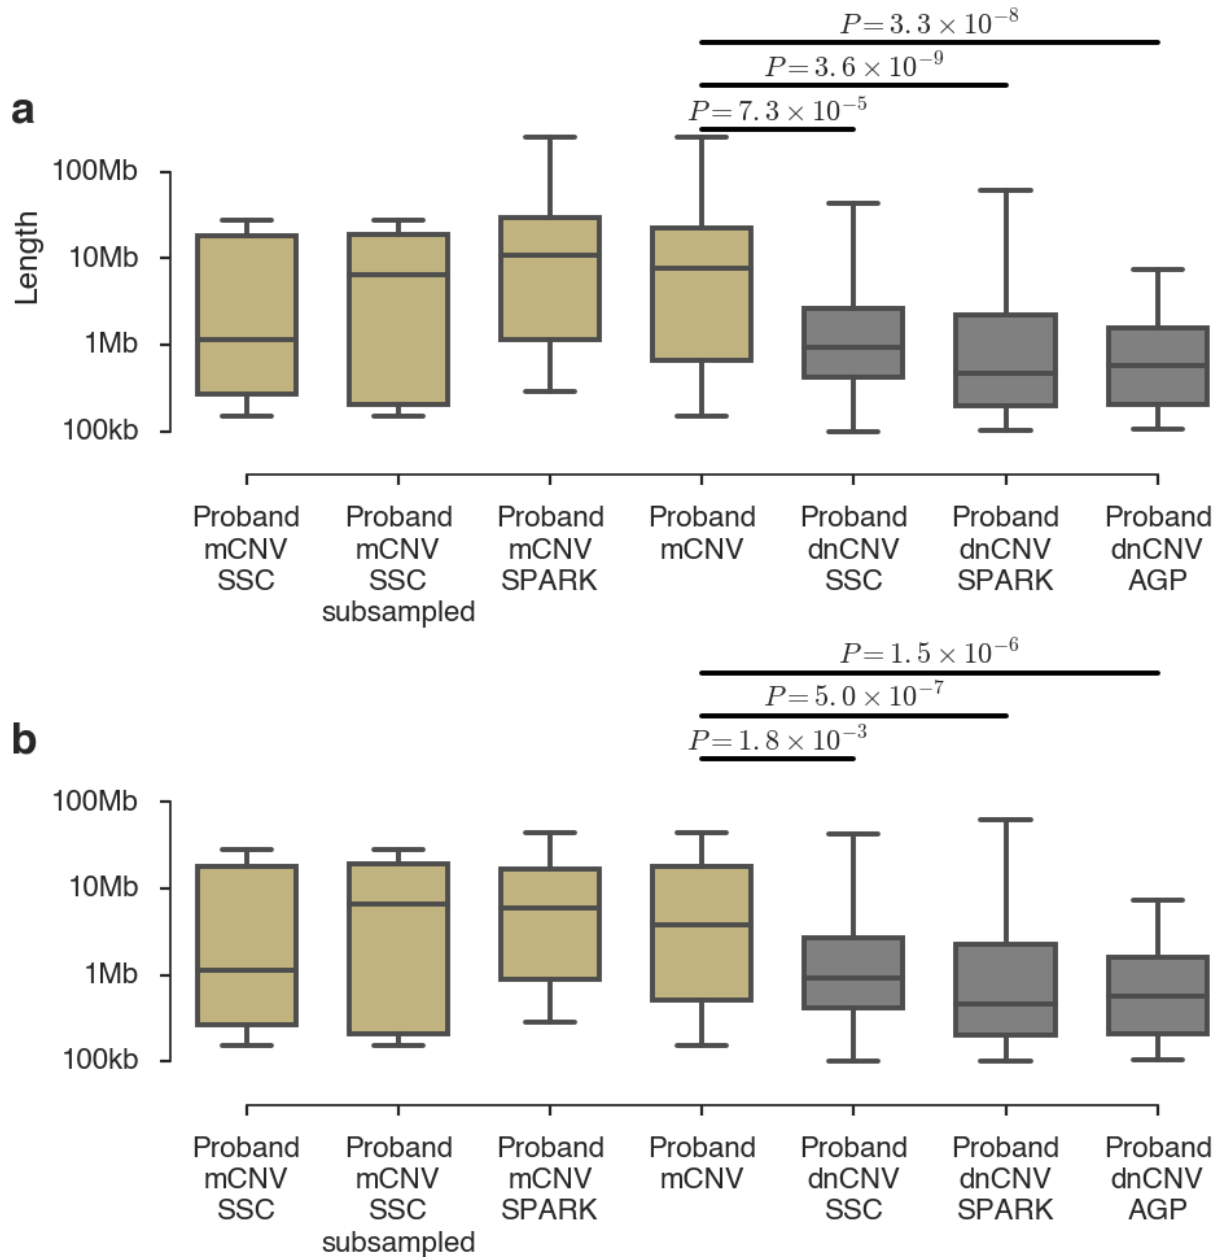 P = 3.3 × 10⁻⁸
P = 3.6 × 10⁻⁹
a
P = 7.3 × 10⁻⁵
100Mb
10Mb
1Mb
100kb
Length
Proband mCNV SSC
Proband mCNV SSC subsampled
Proband mCNV SPARK
Proband mCNV
Proband dnCNV SSC
Proband dnCNV SPARK
Proband dnCNV AGP
P = 1.5 × 10⁻⁶
P = 5.0 × 10⁻⁷
b
P = 1.8 × 10⁻³
100Mb
10Mb
1Mb
100kb
Proband mCNV SSC
Proband mCNV SSC subsampled
Proband mCNV SPARK
Proband mCNV
Proband dnCNV SSC
Proband dnCNV SPARK
Proband dnCNV AGP